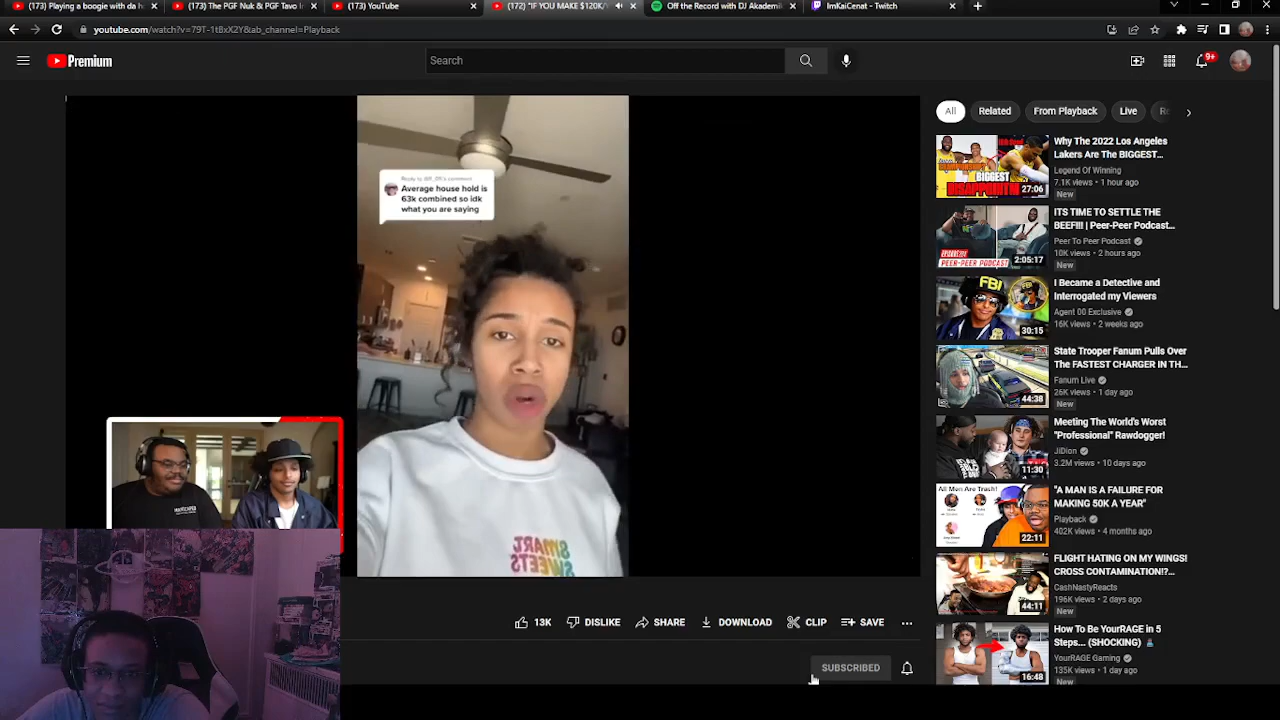 (173) Playing a boogie with da h
(173) The PGF Nuk & PGF Tavo I
(173) YouTube
(172) "IF YOU MAKE $120K/
Off the Record with DJ Akademi
ImKaiCenat - Twitch
youtube.com/watch?v=79T-1tBxX2Y&ab_channel=Playback
Premium
Search
9+
All
Related
From Playback
Live
Average house hold is
63k combined so idk
what you are saying
SMART
SWEETS
13K
DISLIKE
SHARE
DOWNLOAD
CLIP
SAVE
SUBSCRIBED
BIGGEST
27:06
Why The 2022 Los Angeles
Lakers Are The BIGGEST...
Legend Of Winning
7.1K views • 1 hour ago
New
2:05:17
ITS TIME TO SETTLE THE
BEEF!!! | Peer-Peer Podcast...
Peer To Peer Podcast
10K views • 2 hours ago
New
FBI
30:15
I Became a Detective and
Interrogated my Viewers
Agent 00 Exclusive
16K views • 2 weeks ago
44:38
State Trooper Fanum Pulls Over
The FASTEST CHARGER IN TH...
Fanum Live
26K views • 1 day ago
11:30
Meeting The World's Worst
"Professional" Rawdogger!
JiDion
3.2M views • 10 days ago
All Men Are Trash!
22:11
"A MAN IS A FAILURE FOR
MAKING 50K A YEAR"
Playback
402K views • 4 months ago
44:11
FLIGHT HATING ON MY WINGS!
CROSS CONTAMINATION!?...
CashNastyReacts
196K views • 2 days ago
New
16:48
How To Be YourRAGE in 5
Steps... (SHOCKING)
YourRAGE Gaming
135K views • 1 day ago
New